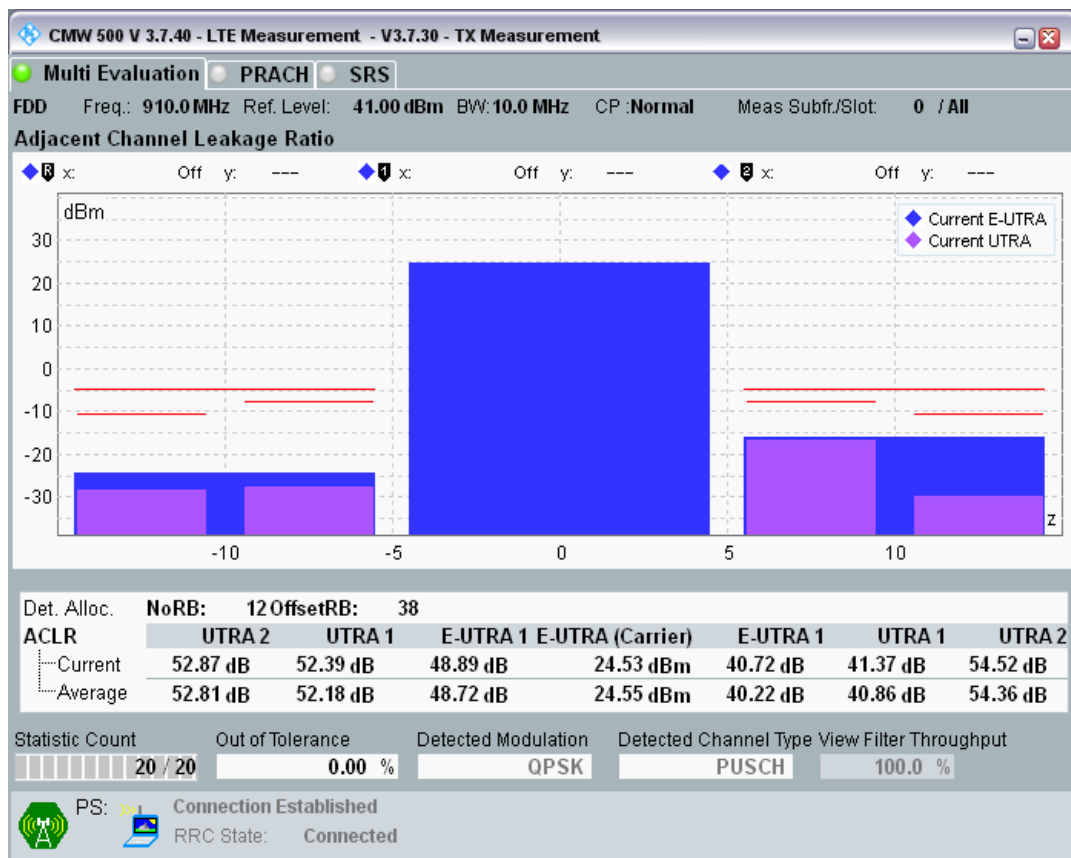 CMW 500 V 3.7.40 - LTE Measurement - V3.7.30 - TX Measurement
Multi Evaluation PRACH SRS
FDD Freq.: 910.0 MHz Ref. Level: 41.00 dBm BW: 10.0 MHz CP :Normal Meas Subfr./Slot: 0 / All
Adjacent Channel Leakage Ratio
R x: Off y: --- 1 x: Off y: --- 2 x: Off y: ---
dBm
Current E-UTRA
Current UTRA
30
20
10
0
-10
-20
-30
z
-10 -5 0 5 10
Det. Alloc. NoRB: 12 OffsetRB: 38
ACLR UTRA 2 UTRA 1 E-UTRA 1 E-UTRA (Carrier) E-UTRA 1 UTRA 1 UTRA 2
Current 52.87 dB 52.39 dB 48.89 dB 24.53 dBm 40.72 dB 41.37 dB 54.52 dB
Average 52.81 dB 52.18 dB 48.72 dB 24.55 dBm 40.22 dB 40.86 dB 54.36 dB
Statistic Count Out of Tolerance Detected Modulation Detected Channel Type View Filter Throughput
20 / 20 0.00 % QPSK PUSCH 100.0 %
PS: Connection Established
RRC State: Connected